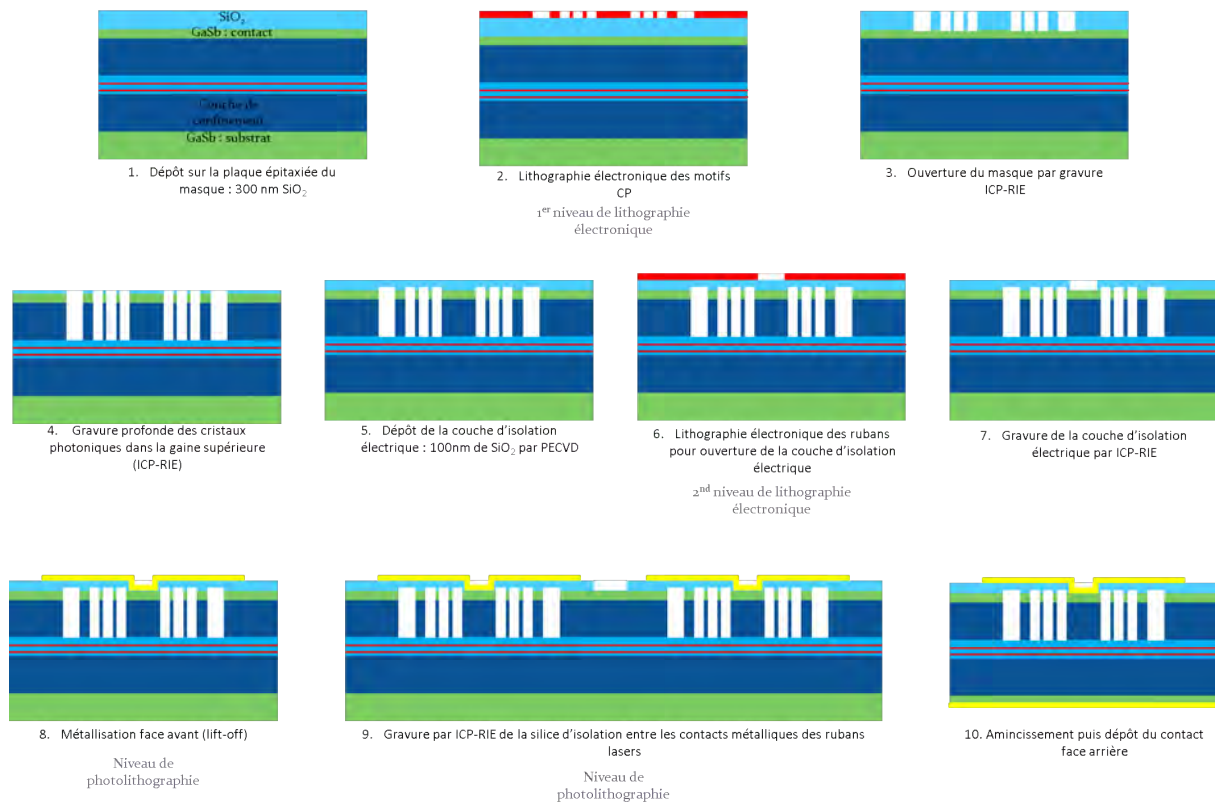 SiO2
GaSb : contact
Couche de
confinement
GaSb : substrat
1. Dépôt sur la plaque épitaxiée du
masque : 300 nm SiO2
2. Lithographie électronique des motifs
CP
1er niveau de lithographie
électronique
3. Ouverture du masque par gravure
ICP-RIE
4. Gravure profonde des cristaux
photoniques dans la gaine supérieure
(ICP-RIE)
5. Dépôt de la couche d’isolation
électrique : 100nm de SiO2 par PECVD
6. Lithographie électronique des rubans
pour ouverture de la couche d’isolation
électrique
2nd niveau de lithographie
électronique
7. Gravure de la couche d’isolation
électrique par ICP-RIE
8. Métallisation face avant (lift-off)
Niveau de
photolithographie
9. Gravure par ICP-RIE de la silice d’isolation entre les contacts métalliques des rubans
lasers
Niveau de
photolithographie
10. Amincissement puis dépôt du contact
face arrière